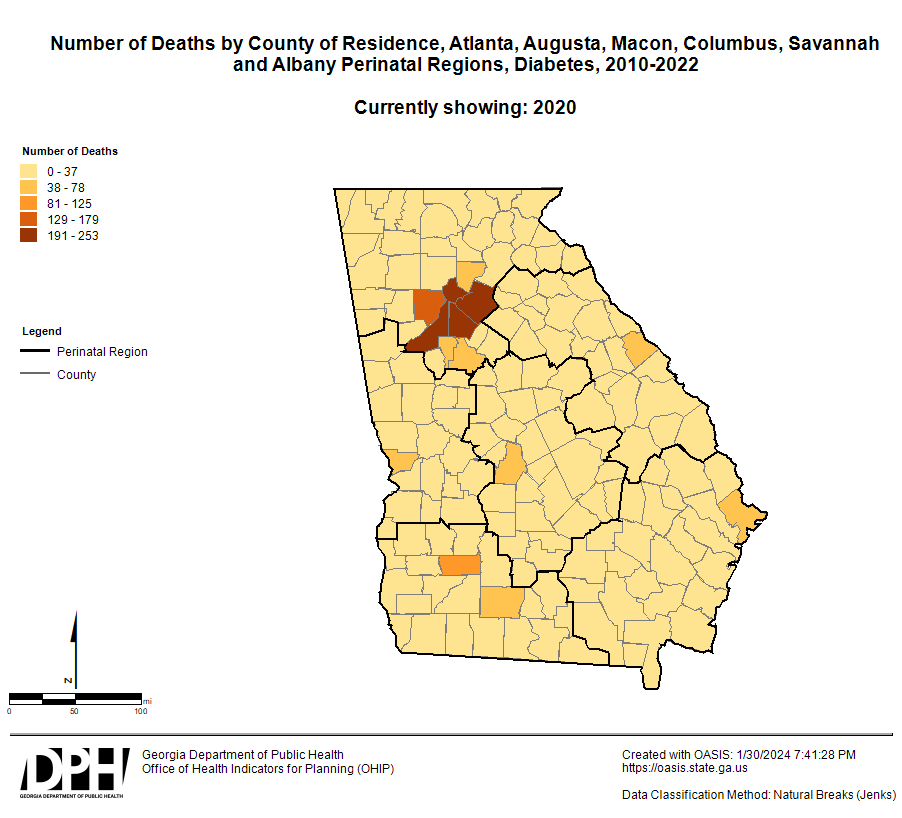 Number of Deaths by County of Residence, Atlanta, Augusta, Macon, Columbus, Savannah
and Albany Perinatal Regions, Diabetes, 2010-2022
Currently showing: 2020
Number of Deaths
0 - 37
38 - 78
81 - 125
129 - 179
191 - 253
Legend
Perinatal Region
County
N
0 50 100 mi
DPH
GEORGIA DEPARTMENT OF PUBLIC HEALTH
Georgia Department of Public Health
Office of Health Indicators for Planning (OHIP)
Created with OASIS: 1/30/2024 7:41:28 PM
https://oasis.state.ga.us
Data Classification Method: Natural Breaks (Jenks)